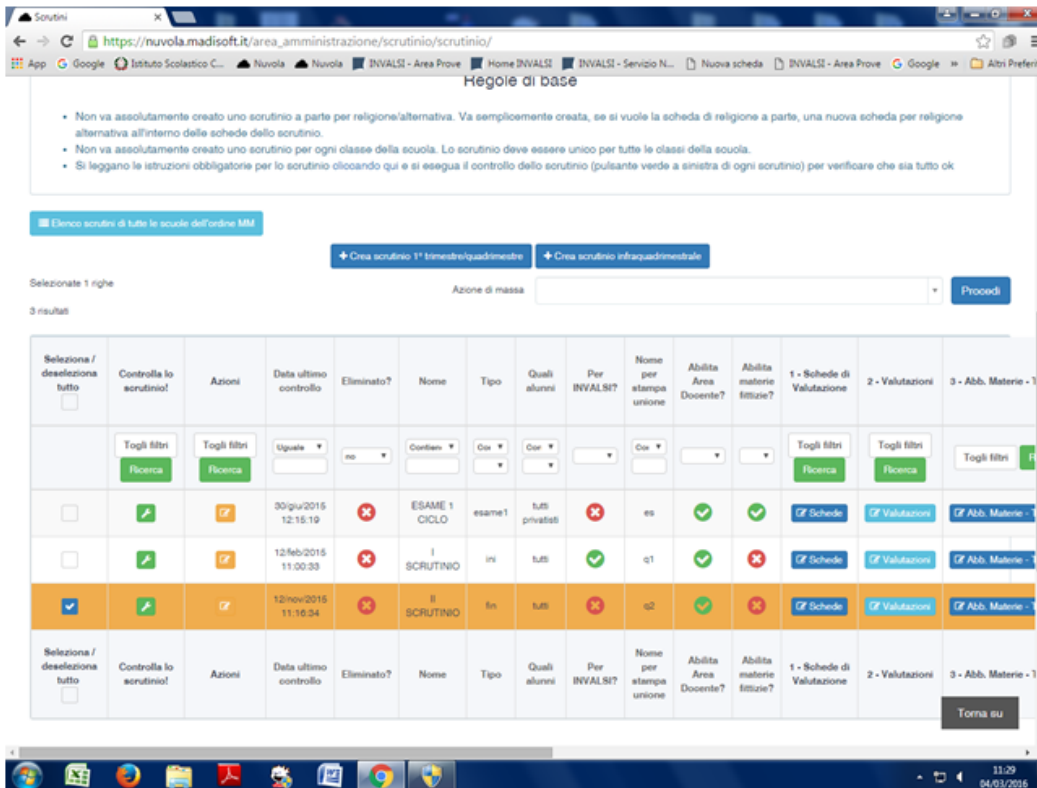 Scrutini
https://nuvola.madisoft.it/area_amministrazione/scrutinio/scrutinio/
App Google Istituto Scolastico C... Nuvola Nuvola INVALSI - Area Prove Home INVALSI INVALSI - Servizio N... Nuova scheda INVALSI - Area Prove Google » Altri Preferi
Regole di base
• Non va assolutamente creato uno scrutinio a parte per religione/alternativa. Va semplicemente creata, se si vuole la scheda di religione a parte, una nuova scheda per religione
alternativa all'interno delle schede dello scrutinio.
• Non va assolutamente creato uno scrutinio per ogni classe della scuola. Lo scrutinio deve essere unico per tutte le classi della scuola.
• Si leggano le istruzioni obbligatorie per lo scrutinio cliccando qui e si esegua il controllo dello scrutinio (pulsante verde a sinistra di ogni scrutinio) per verificare che sia tutto ok
Elenco scrutini di tutte le scuole dell'ordine MM
+ Crea scrutinio 1° trimestre/quadrimestre + Crea scrutinio infraquadrimestrale
Selezionate 1 righe Azione di massa Procedi
3 risultati
Seleziona / deseleziona tutto Controlla lo scrutinio! Azioni Data ultimo controllo Eliminato? Nome Tipo Quali alunni Per INVALSI? Nome per stampa unione Abilita Area Docente? Abilita materie fittizie? 1 - Schede di Valutazione 2 - Valutazioni 3 - Abb. Materie - T
Togli filtri Togli filtri Uguale no Contien Cor Cor Cor Togli filtri Togli filtri Togli filtri R
Ricerca Ricerca Ricerca Ricerca
30/giu/2015 12:15:19 ESAME 1 CICLO esame1 tutti privatisti es Schede Valutazioni Abb. Materie - T
12/feb/2015 11:00:33 I SCRUTINIO ini tutti q1 Schede Valutazioni Abb. Materie - T
12/nov/2015 11:16:34 II SCRUTINIO fin tutti q2 Schede Valutazioni Abb. Materie - T
Seleziona / deseleziona tutto Controlla lo scrutinio! Azioni Data ultimo controllo Eliminato? Nome Tipo Quali alunni Per INVALSI? Nome per stampa unione Abilita Area Docente? Abilita materie fittizie? 1 - Schede di Valutazione 2 - Valutazioni 3 - Abb. Materie - T
Torna su
11:29
04/03/2016